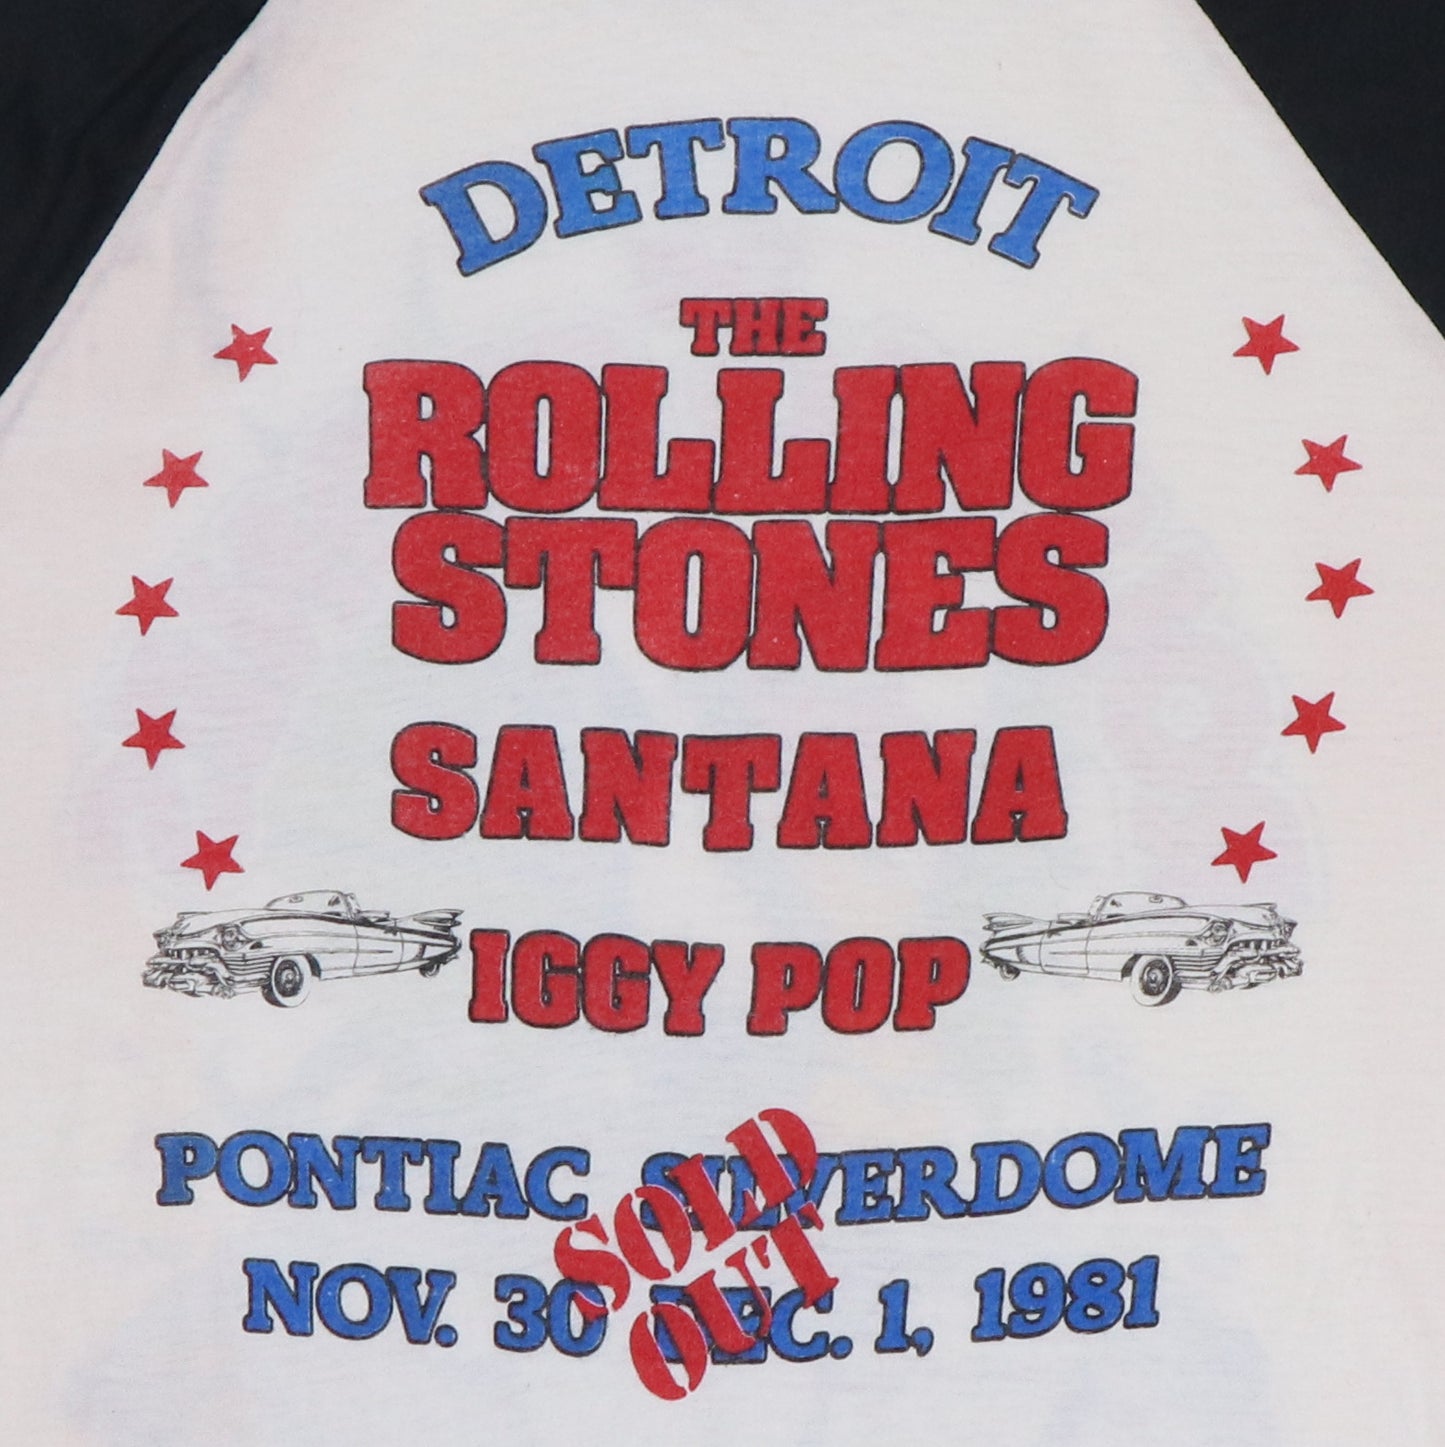 DETROIT
THE
ROLLING
STONES
SANTANA
IGGY POP
PONTIAC SILVERDOME
NOV. 30 DEC. 1, 1981
SOLD
OUT